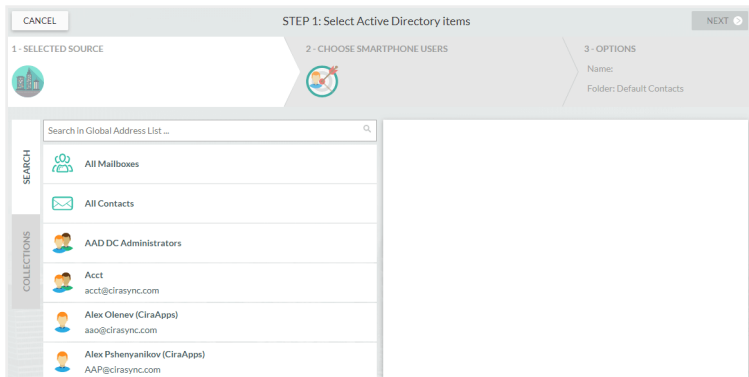 CANCEL
STEP 1: Select Active Directory items
NEXT
1 - SELECTED SOURCE
2 - CHOOSE SMARTPHONE USERS
3 - OPTIONS
Name:
Folder: Default Contacts
SEARCH
COLLECTIONS
Search in Global Address List ...
All Mailboxes
All Contacts
AAD DC Administrators
Acct
acct@cirasync.com
Alex Olenev (CiraApps)
aao@cirasync.com
Alex Pshenyanikov (CiraApps)
AAP@cirasync.com